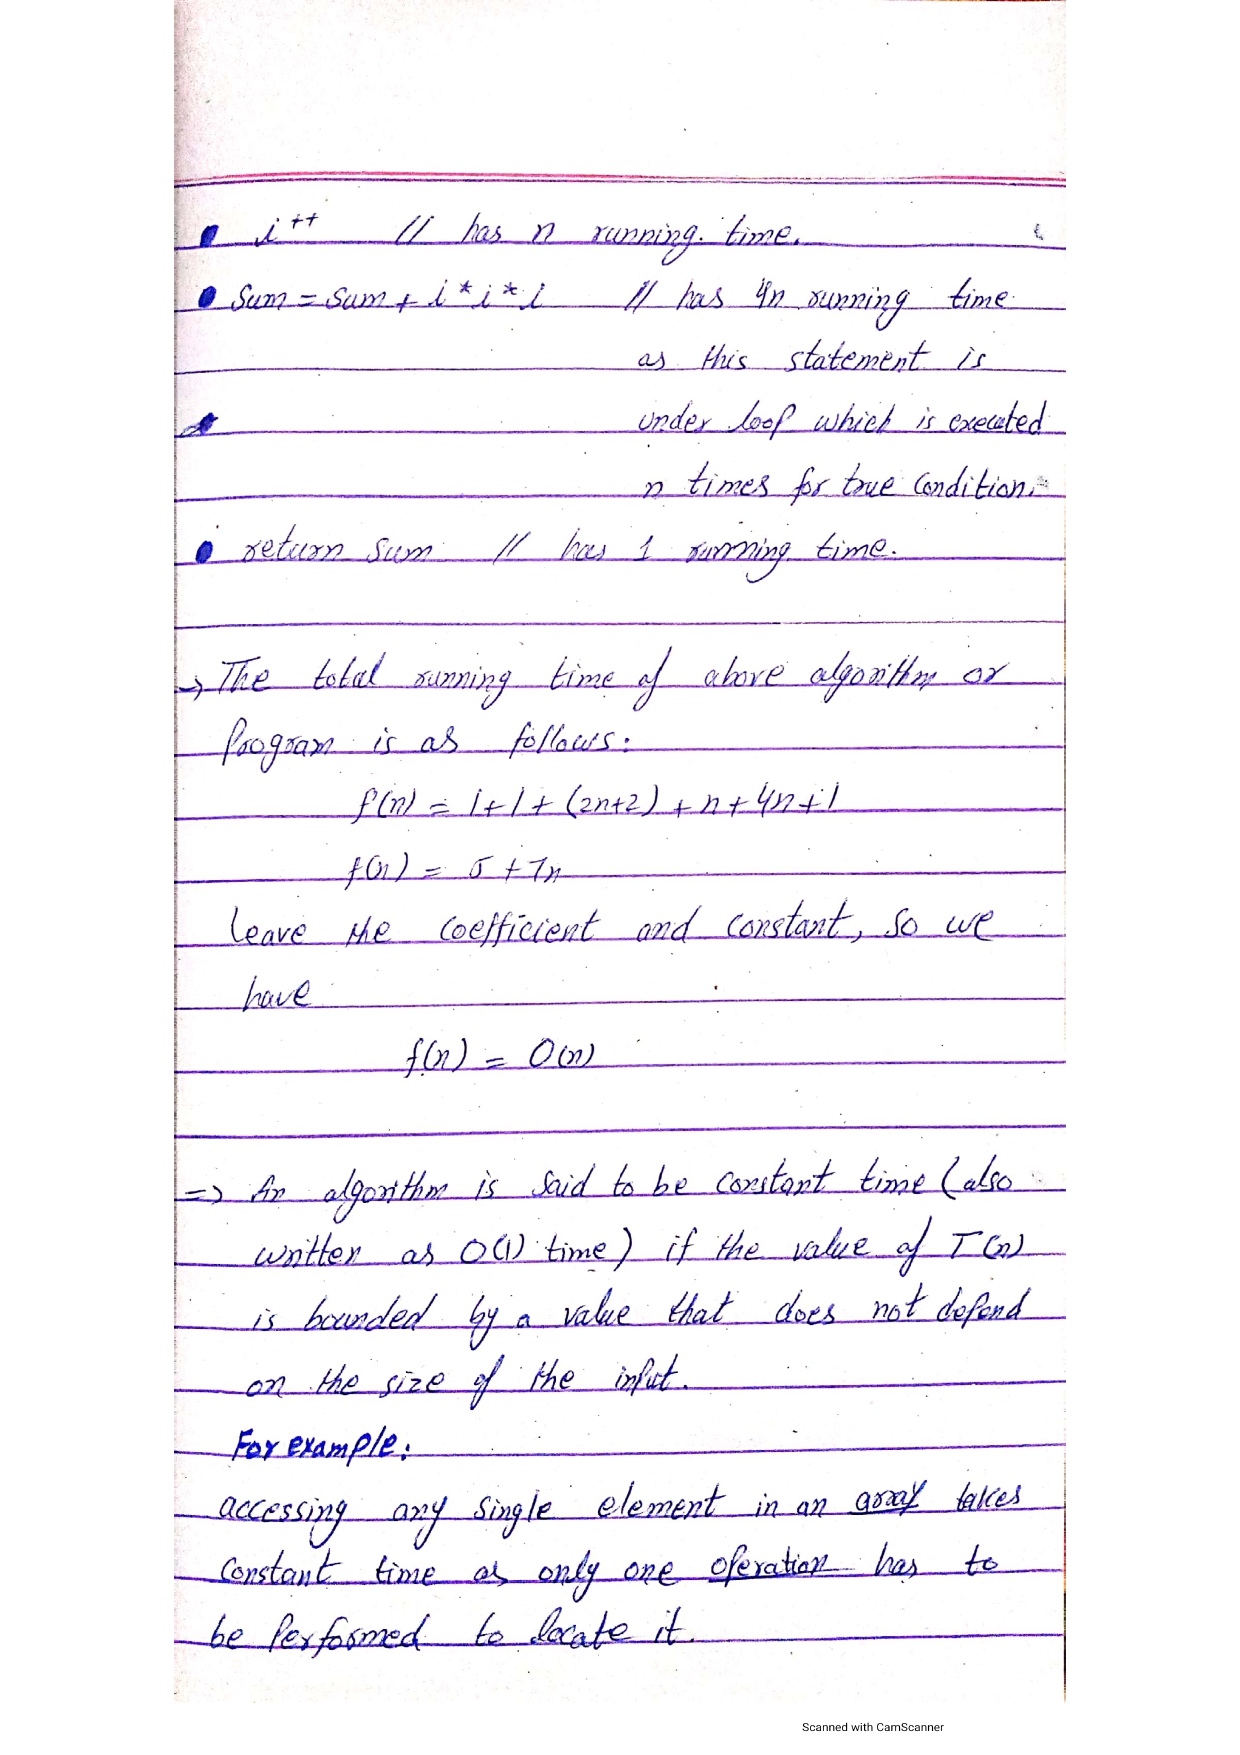 • i++ // has n running time.
• Sum = Sum + i * i * i // has 4n running time
as this statement is
under loop which is executed
n times for true Condition.
• return sum // has 1 running time.
→ The total running time of above algorithm or
Program is as follows:
f(n) = 1+1+(2n+2)+n+4n+1
f(n) = 5+7n
Leave the coefficient and constant, so we
have
f(n) = O(n)
=> An algorithm is said to be constant time (also
written as O(1) time) if the value of T(n)
is bounded by a value that does not depend
on the size of the input.
For example:
accessing any single element in an array takes
constant time as only one operation has to
be Performed to locate it.
Scanned with CamScanner